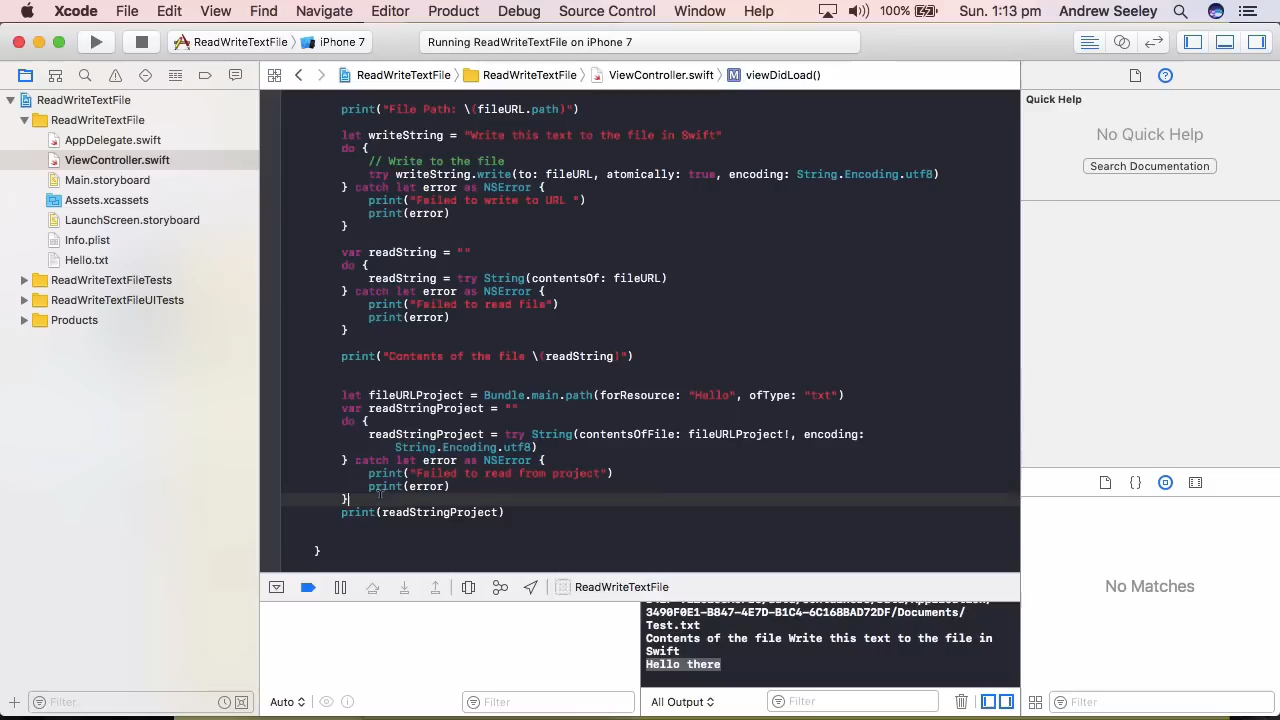 Xcode File Edit View Find Navigate Editor Product Debug Source Control Window Help 100% Sun. 1:13 pm Andrew Seeley
ReadWriteTextFile iPhone 7 Running ReadWriteTextFile on iPhone 7
ReadWriteTextFile ReadWriteTextFile ViewController.swift M viewDidLoad()
ReadWriteTextFile
ReadWriteTextFile
AppDelegate.swift
ViewController.swift
Main.storyboard
Assets.xcassets
LaunchScreen.storyboard
Info.plist
Hello.txt
ReadWriteTextFileTests
ReadWriteTextFileUITests
Products
Filter
print("File Path: \(fileURL.path)")
let writeString = "Write this text to the file in Swift"
do {
// Write to the file
try writeString.write(to: fileURL, atomically: true, encoding: String.Encoding.utf8)
} catch let error as NSError {
print("Failed to write to URL ")
print(error)
}
var readString = ""
do {
readString = try String(contentsOf: fileURL)
} catch let error as NSError {
print("Failed to read file")
print(error)
}
print("Contents of the file \(readString!")
let fileURLProject = Bundle.main.path(forResource: "Hello", ofType: "txt")
var readStringProject = ""
do {
readStringProject = try String(contentsOfFile: fileURLProject!, encoding:
String.Encoding.utf8)
} catch let error as NSError {
print("Failed to read from project")
print(error)
}
print(readStringProject)
}
ReadWriteTextFile
3490F0E1-B847-4E7D-B1C4-6C168BAD72DF/Documents/
Test.txt
Contents of the file Write this text to the file in
Swift
Hello there
Auto Filter All Output Filter
Quick Help
No Quick Help
Search Documentation
{ }
No Matches
Filter